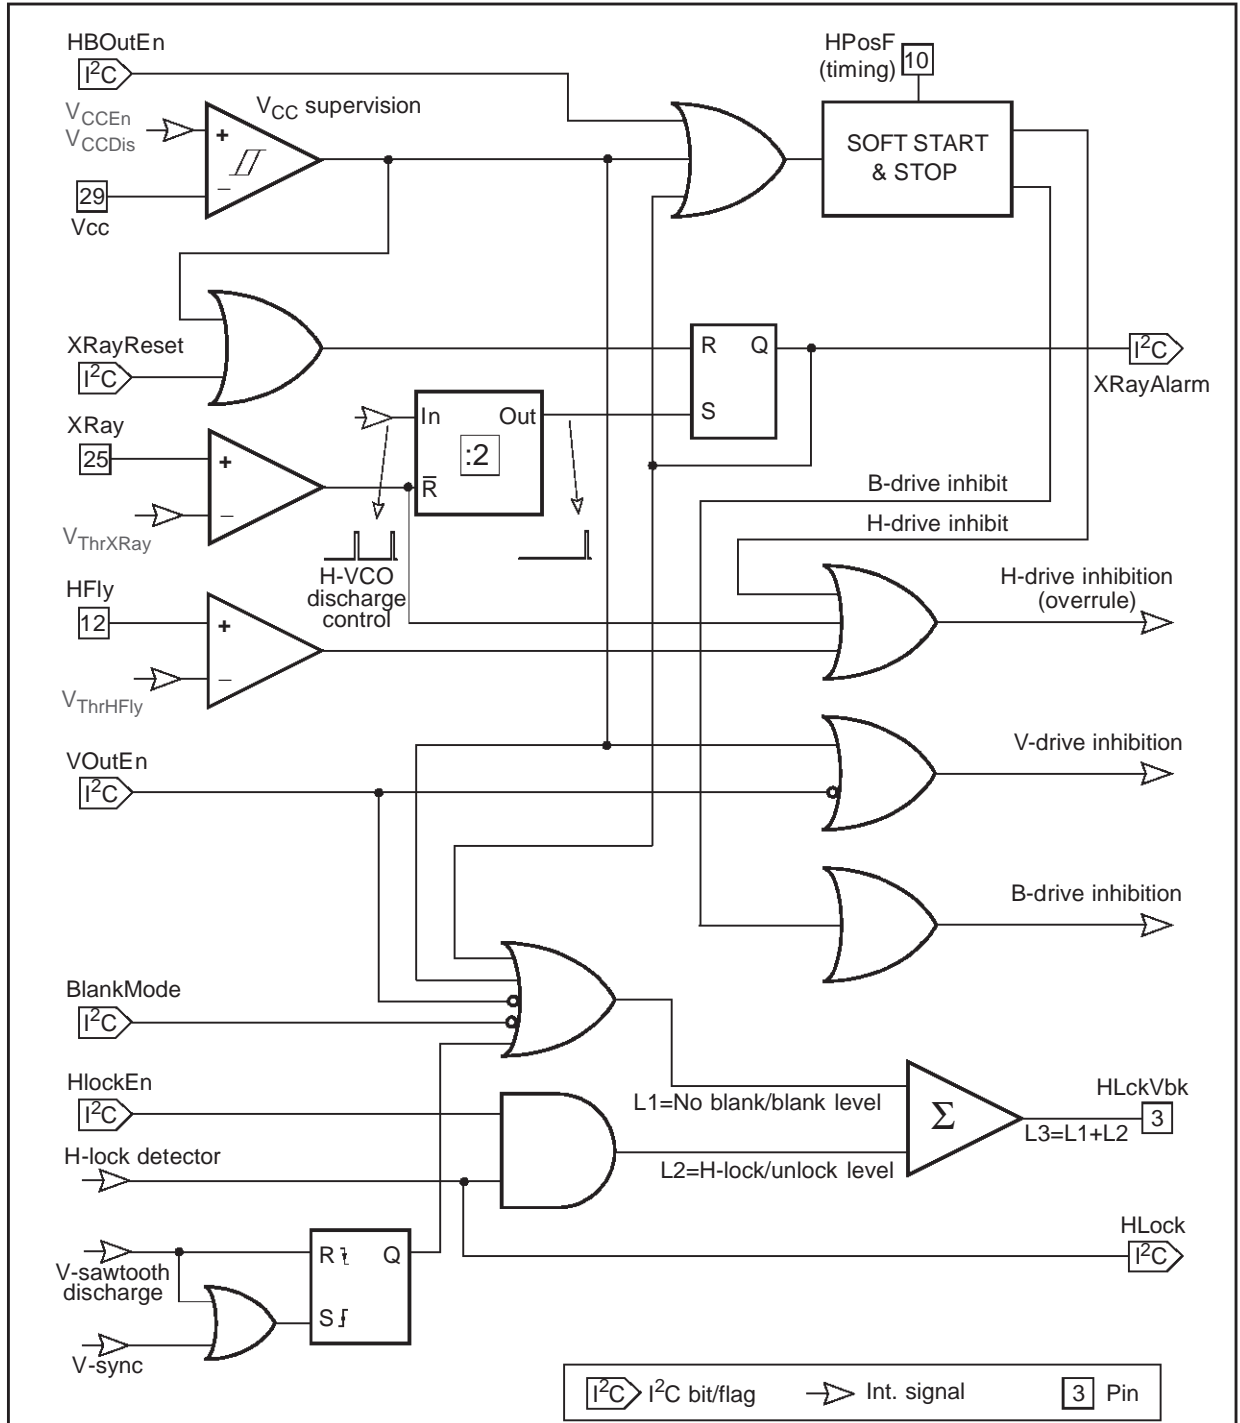 HBOutEn
I2C
VCCEn
VCCDis
+
−
VCC supervision
29
Vcc
HPosF
(timing)
10
SOFT START
& STOP
XRayReset
I2C
R Q
S
I2C
XRayAlarm
XRay
25
+
−
VThrXRay
In Out
:2
R̅
H-VCO
discharge
control
B-drive inhibit
H-drive inhibit
HFly
12
+
−
VThrHFly
H-drive inhibition
(overrule)
VOutEn
I2C
V-drive inhibition
B-drive inhibition
BlankMode
I2C
HlockEn
I2C
L1=No blank/blank level
Σ
HLckVbk
3
L3=L1+L2
H-lock detector
L2=H-lock/unlock level
HLock
I2C
V-sawtooth
discharge
R Q
S
V-sync
I2C I2C bit/flag Int. signal 3 Pin